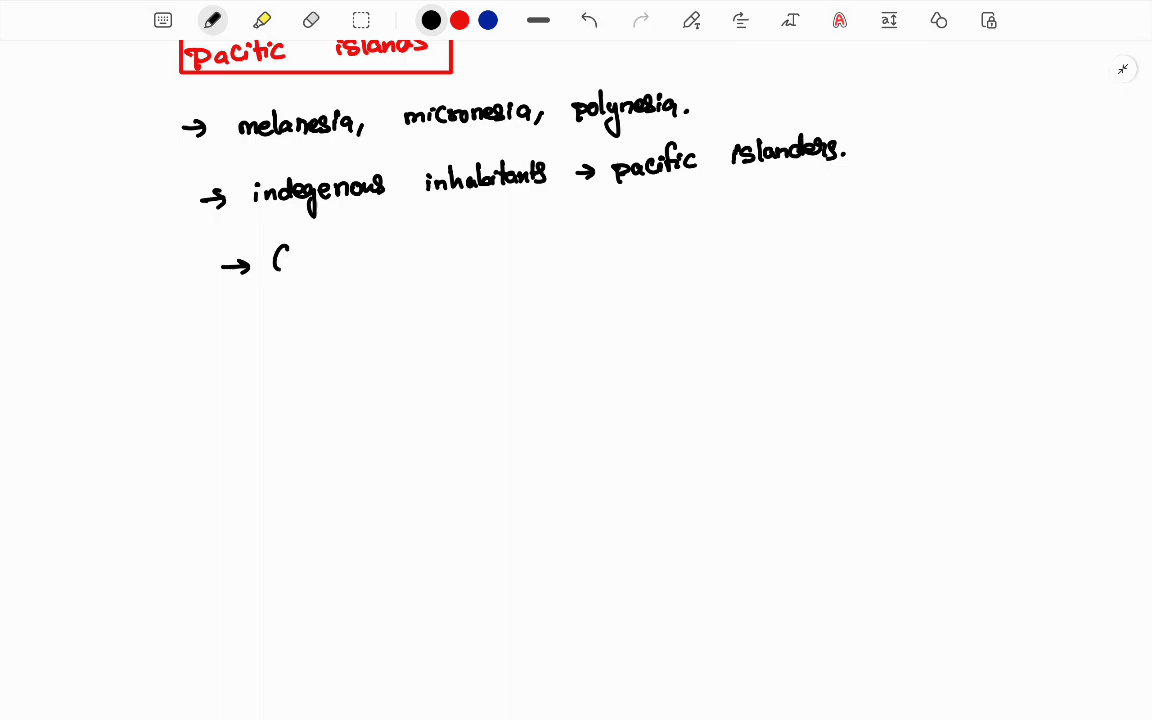 pacific islands
→ melanesia, micronesia, polynesia.
→ indegenous inhabitants → pacific islanders.
→ C